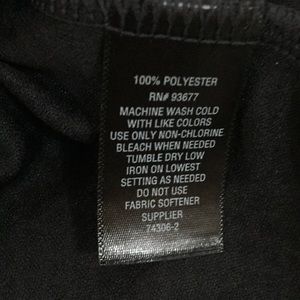 100% POLYESTER
RN# 93677
MACHINE WASH COLD
WITH LIKE COLORS
USE ONLY NON-CHLORINE
BLEACH WHEN NEEDED
TUMBLE DRY LOW
IRON ON LOWEST
SETTING AS NEEDED
DO NOT USE
FABRIC SOFTENER
SUPPLIER
74306-2